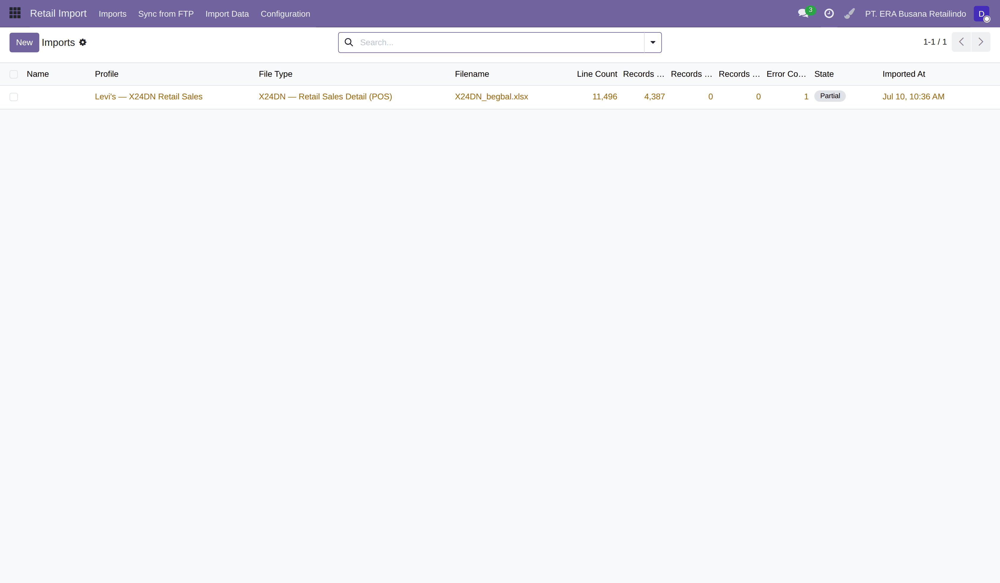 Retail Import Imports Sync from FTP Import Data Configuration 3 PT. ERA Busana Retailindo D
New Imports Search... 1-1 / 1
Name Profile File Type Filename Line Count Records ... Records ... Records ... Error Co... State Imported At
Levi's — X24DN Retail Sales X24DN — Retail Sales Detail (POS) X24DN_begbal.xlsx 11,496 4,387 0 0 1 Partial Jul 10, 10:36 AM